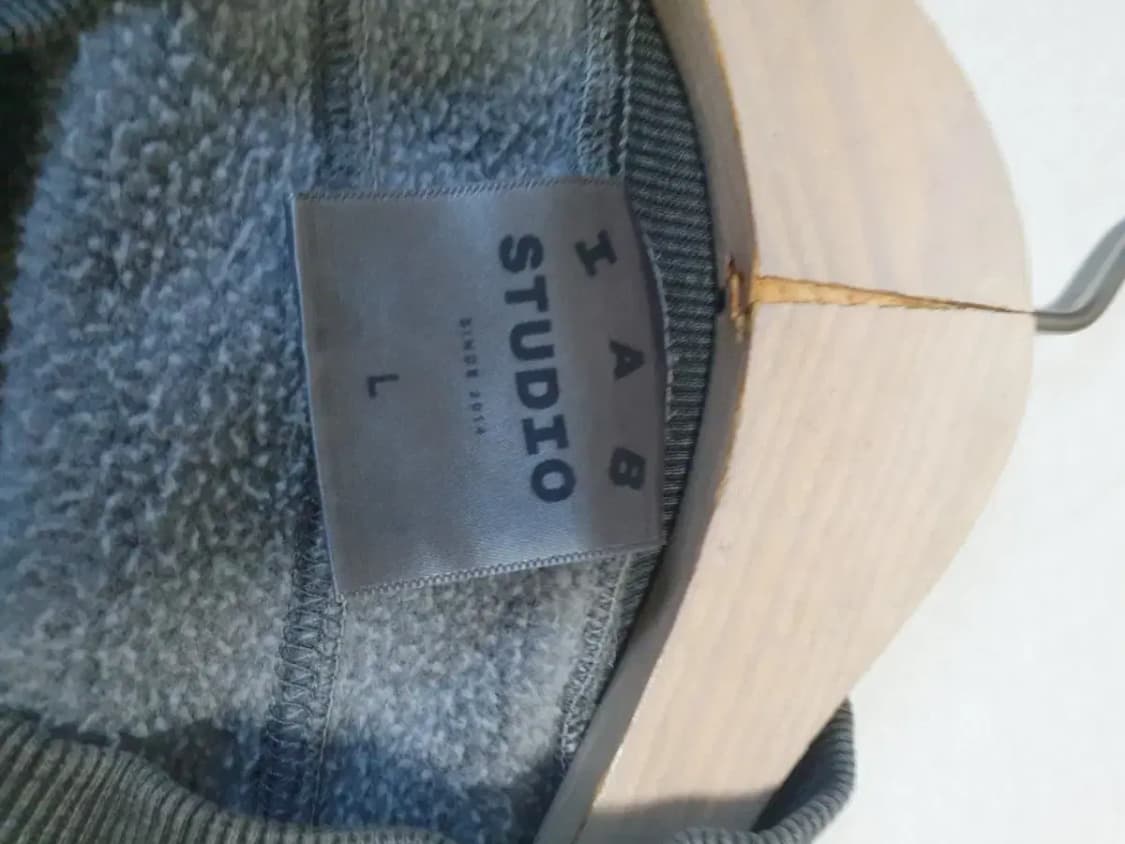 I A B
STUDIO
SINCE 2014
L